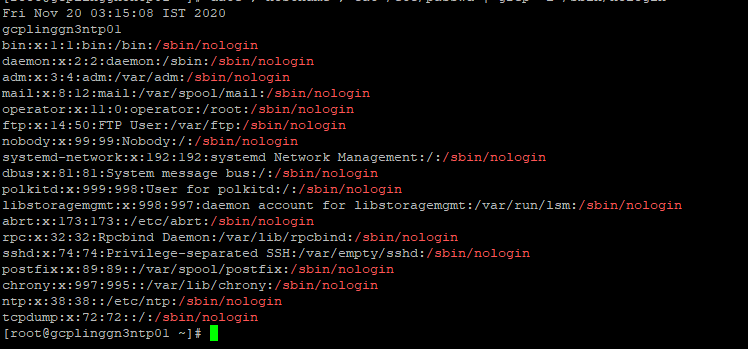 Fri Nov 20 03:15:08 IST 2020
gcplinggn3ntp01
bin:x:1:1:bin:/bin:/sbin/nologin
daemon:x:2:2:daemon:/sbin:/sbin/nologin
adm:x:3:4:adm:/var/adm:/sbin/nologin
mail:x:8:12:mail:/var/spool/mail:/sbin/nologin
operator:x:11:0:operator:/root:/sbin/nologin
ftp:x:14:50:FTP User:/var/ftp:/sbin/nologin
nobody:x:99:99:Nobody:/:/sbin/nologin
systemd-network:x:192:192:systemd Network Management:/:/sbin/nologin
dbus:x:81:81:System message bus:/:/sbin/nologin
polkitd:x:999:998:User for polkitd:/:/sbin/nologin
libstoragemgmt:x:998:997:daemon account for libstoragemgmt:/var/run/lsm:/sbin/nologin
abrt:x:173:173::/etc/abrt:/sbin/nologin
rpc:x:32:32:Rpcbind Daemon:/var/lib/rpcbind:/sbin/nologin
sshd:x:74:74:Privilege-separated SSH:/var/empty/sshd:/sbin/nologin
postfix:x:89:89::/var/spool/postfix:/sbin/nologin
chrony:x:997:995::/var/lib/chrony:/sbin/nologin
ntp:x:38:38::/etc/ntp:/sbin/nologin
tcpdump:x:72:72::/:/sbin/nologin
[root@gcplinggn3ntp01 ~]#